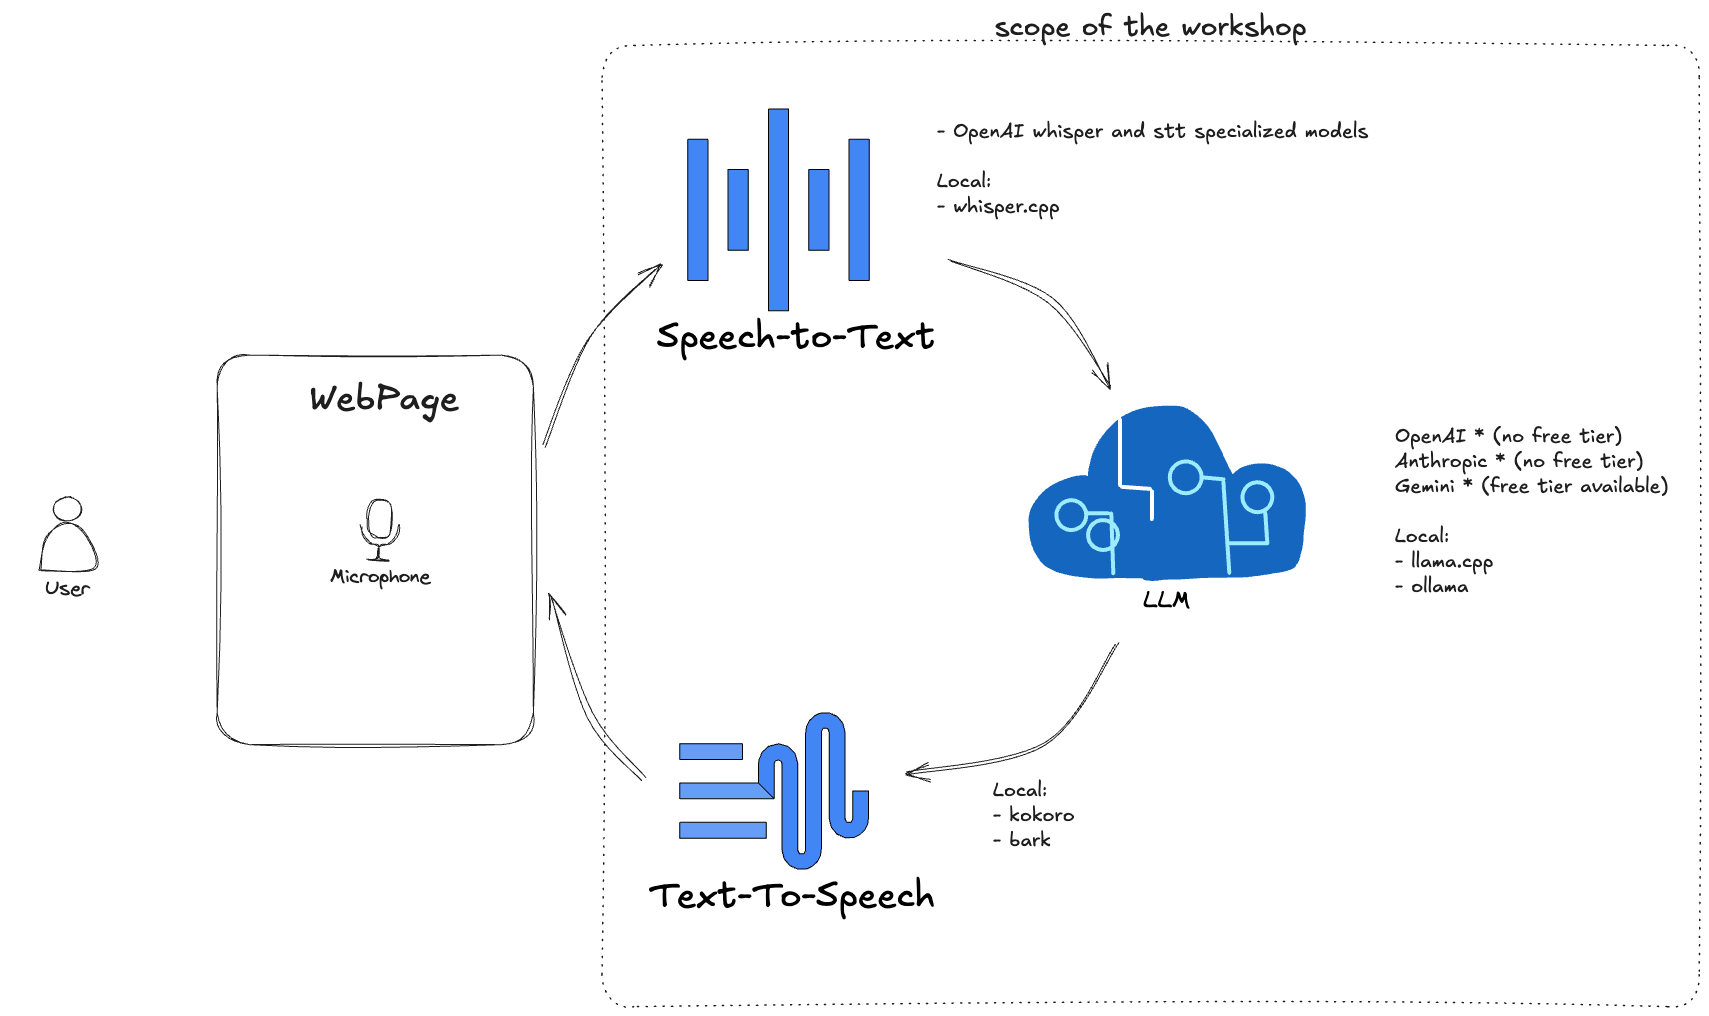 scope of the workshop
- OpenAI whisper and stt specialized models
Local:
- whisper.cpp
Speech-to-Text
WebPage
Microphone
User
OpenAI * (no free tier)
Anthropic * (no free tier)
Gemini * (free tier available)
Local:
- llama.cpp
- ollama
LLM
Local:
- kokoro
- bark
Text-To-Speech